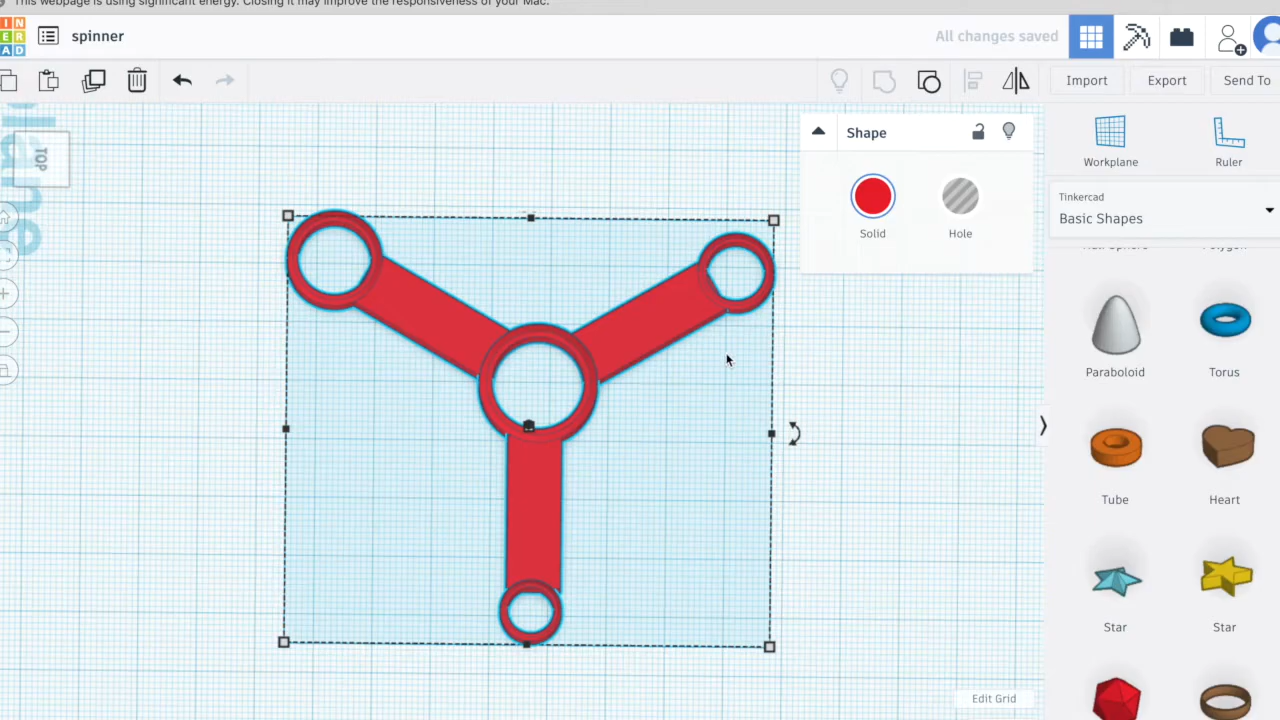 This webpage is using significant energy. Closing it may improve the responsiveness of your Mac.
spinner
All changes saved
Import
Export
Send To
plane
TOP
Shape
Solid
Hole
Workplane
Ruler
Tinkercad
Basic Shapes
Paraboloid
Torus
Tube
Heart
Star
Star
Edit Grid